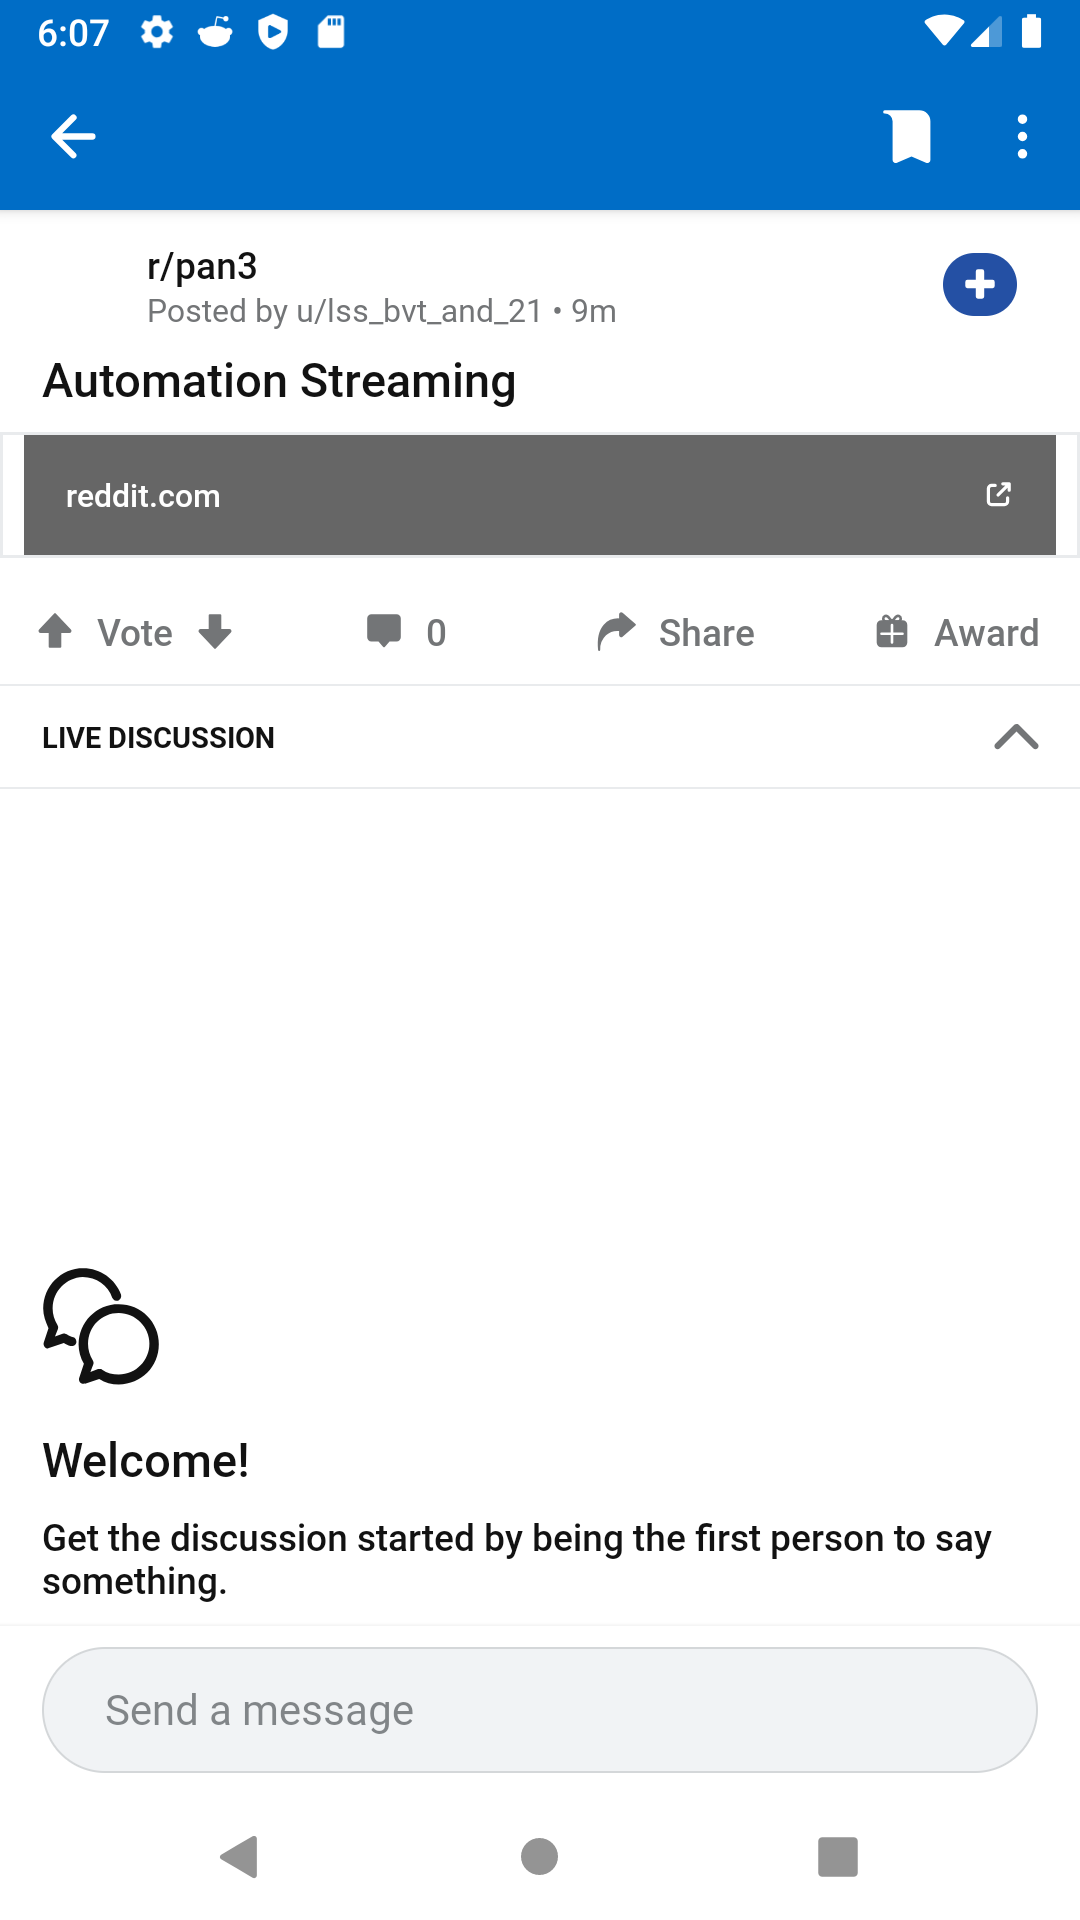 6:07
r/pan3
Posted by u/lss_bvt_and_21 • 9m
Automation Streaming
reddit.com
Vote
0
Share
Award
LIVE DISCUSSION
Welcome!
Get the discussion started by being the first person to say
something.
Send a message